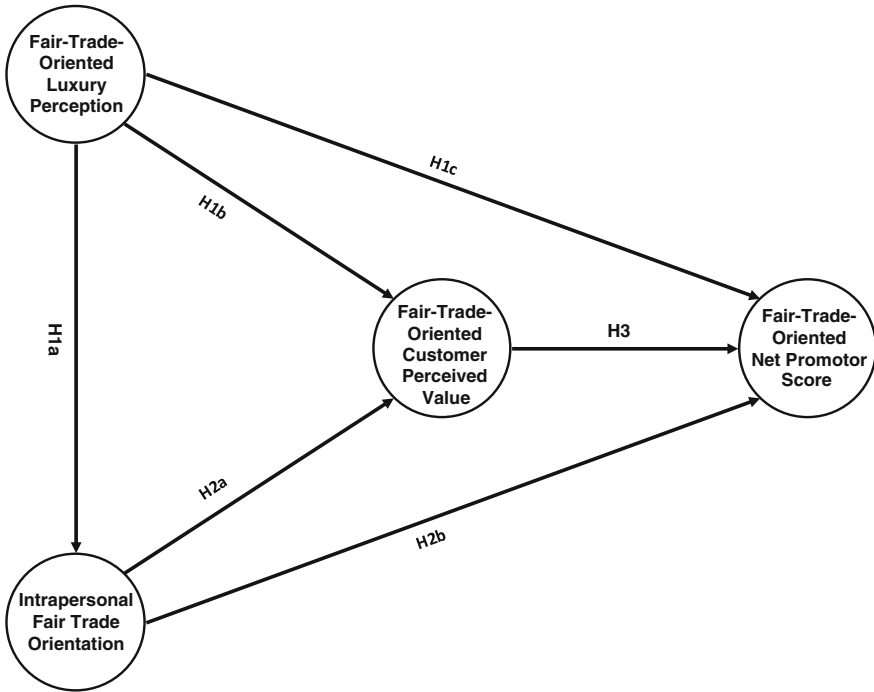 Fair-Trade-
Oriented
Luxury
Perception
H1c
H1b
H1a
Fair-Trade-
Oriented
Customer
Perceived
Value
H3
Fair-Trade-
Oriented
Net Promotor
Score
H2a
H2b
Intrapersonal
Fair Trade
Orientation